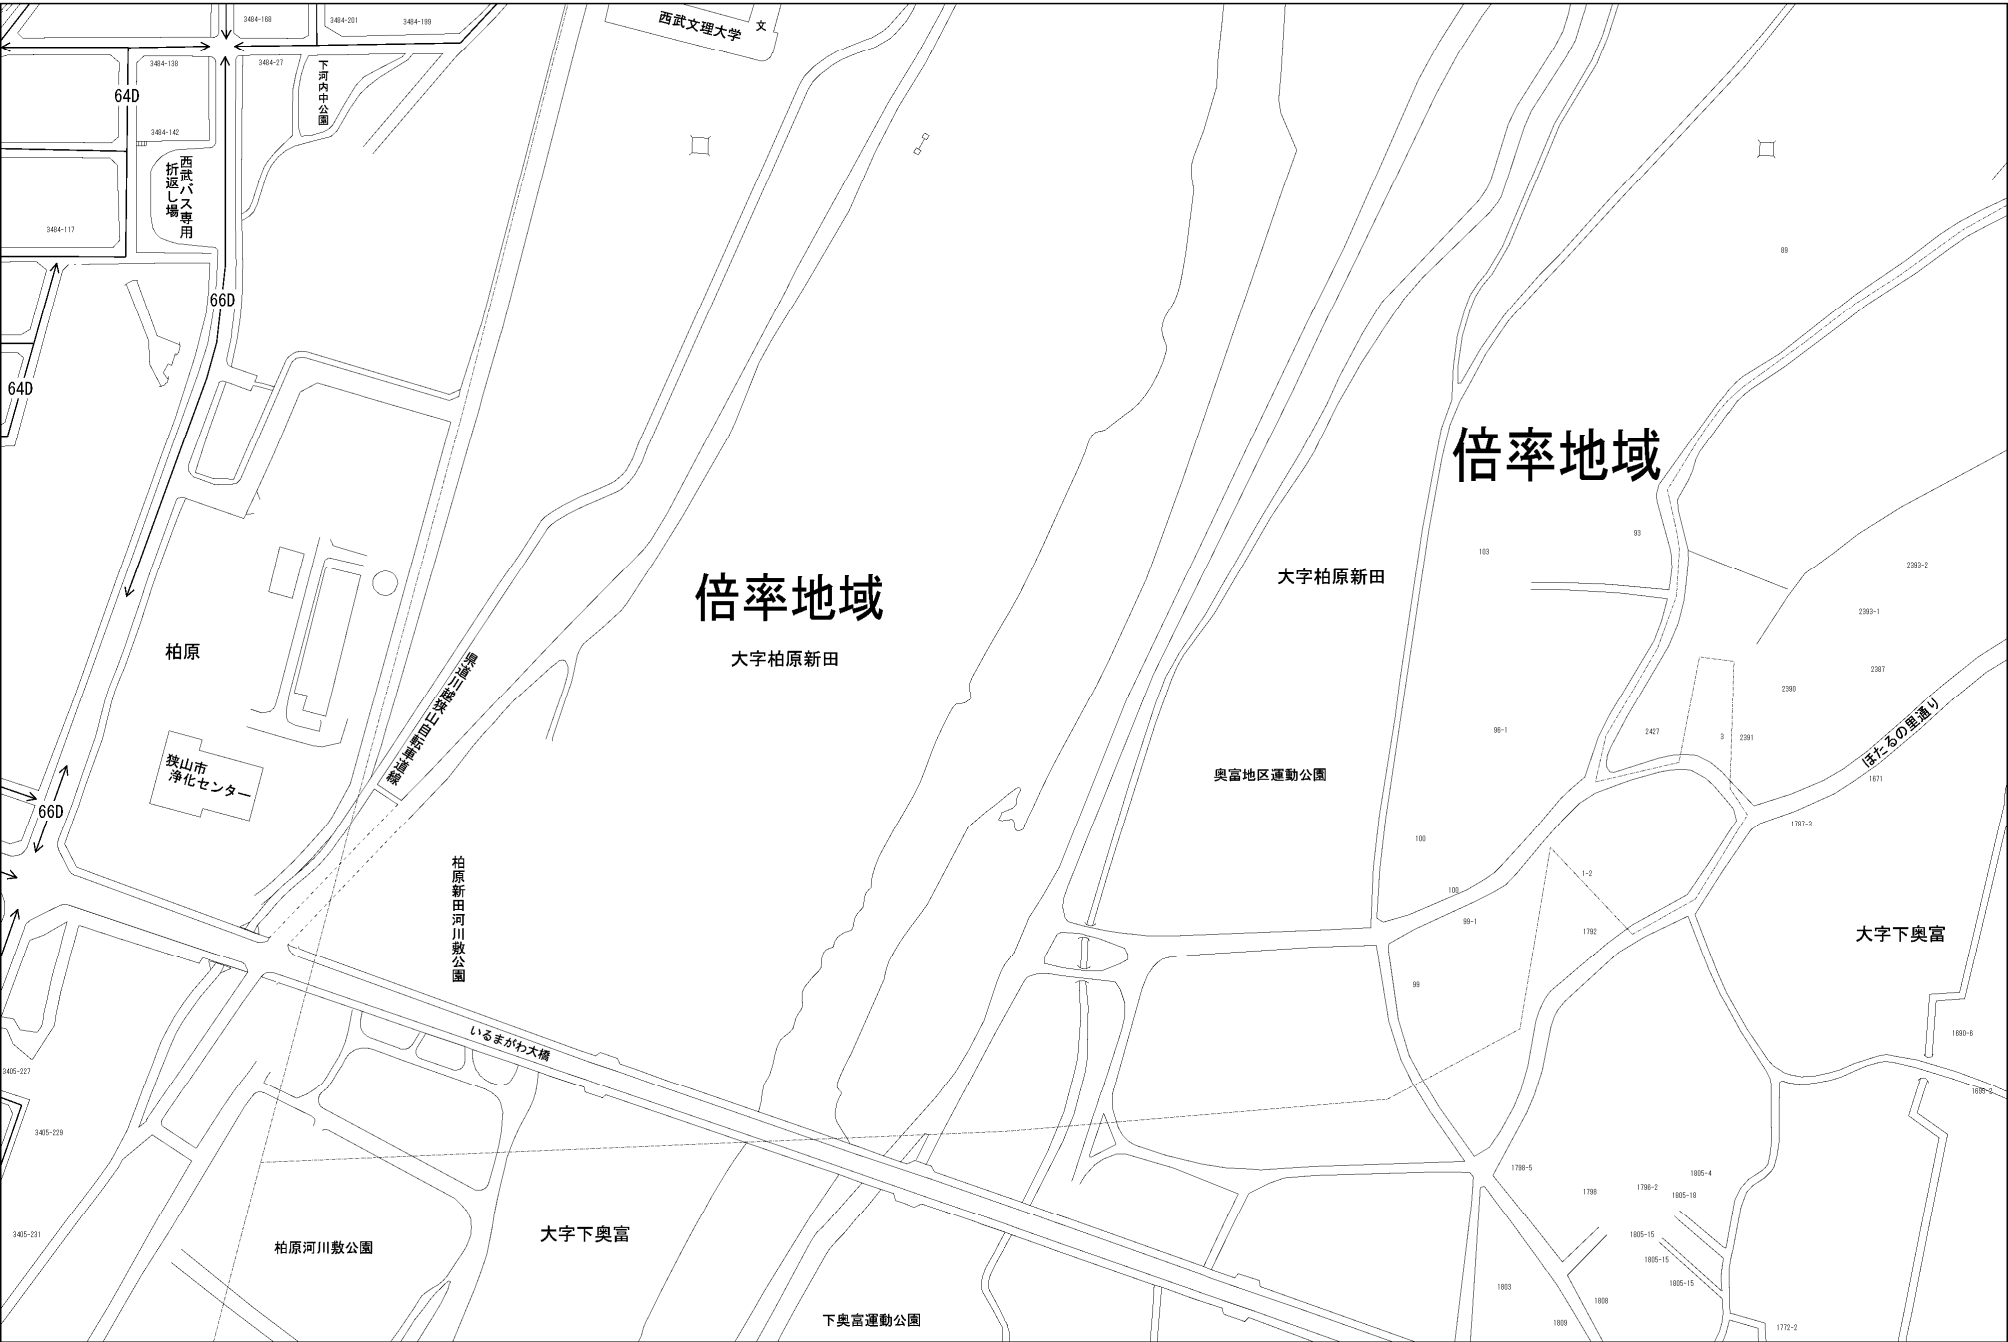 3484-168
3484-201
3484-199
西武文理大学
文
3484-138
3484-27
下河内中公園
64D
3484-142
西武バス専用
折返し場
3484-117
66D
64D
89
倍率地域
93
103
2393-2
大字柏原新田
倍率地域
2393-1
柏原
大字柏原新田
県道川越狭山自転車道線
2387
2390
98-1
2427
3
2391
ほたるの里通り
狭山市
浄化センター
奥富地区運動公園
1671
66D
1787-3
100
柏原新田河川敷公園
1-2
100
99-1
1792
大字下奥富
99
いるまがわ大橋
1690-6
3405-227
1695-2
3405-229
1798-5
1805-4
1798
1796-2
1805-18
3405-231
大字下奥富
1805-15
柏原河川敷公園
1805-15
1805-15
1803
1808
下奥富運動公園
1809
1772-2